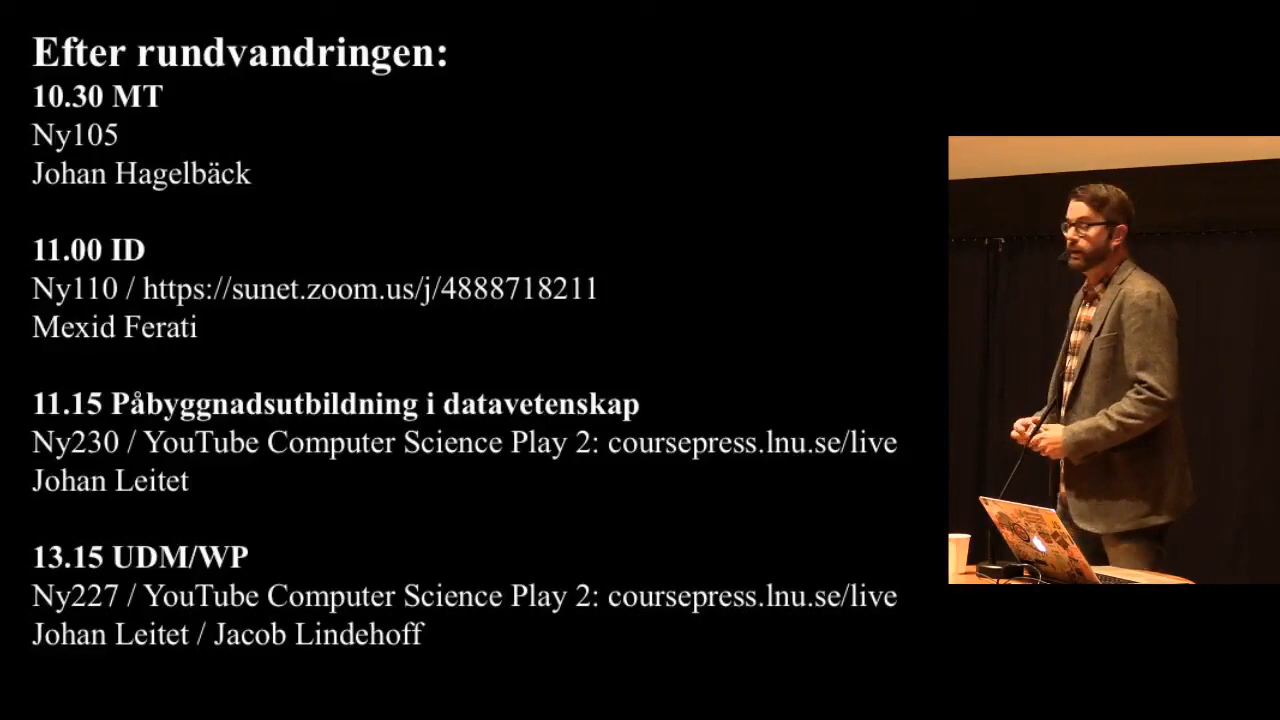 Efter rundvandringen:
10.30 MT
Ny105
Johan Hagelbäck
11.00 ID
Ny110 / https://sunet.zoom.us/j/4888718211
Mexid Ferati
11.15 Påbyggnadsutbildning i datavetenskap
Ny230 / YouTube Computer Science Play 2: coursepress.lnu.se/live
Johan Leitet
13.15 UDM/WP
Ny227 / YouTube Computer Science Play 2: coursepress.lnu.se/live
Johan Leitet / Jacob Lindehoff